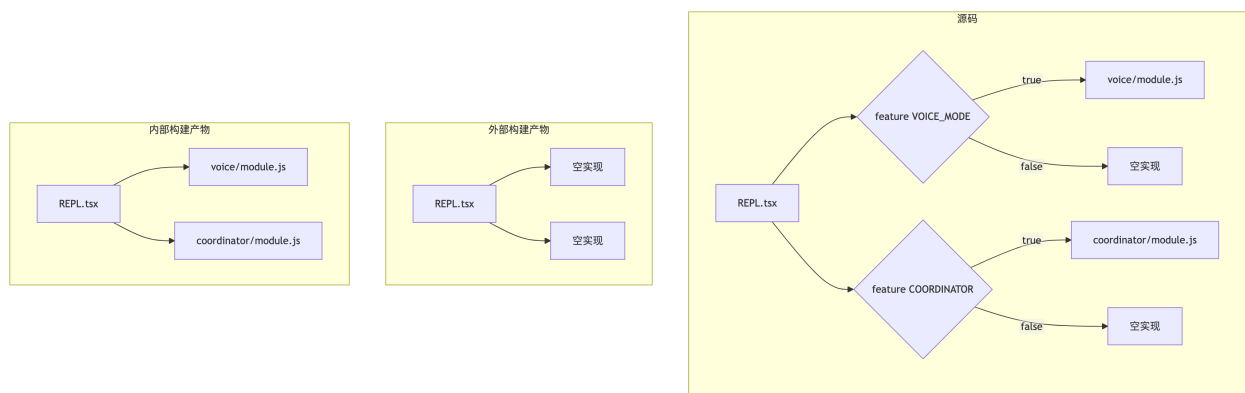 内部构建产物
REPL.tsx
voice/module.js
coordinator/module.js
外部构建产物
REPL.tsx
空实现
空实现
源码
REPL.tsx
feature VOICE_MODE
true
voice/module.js
false
空实现
feature COORDINATOR
true
coordinator/module.js
false
空实现